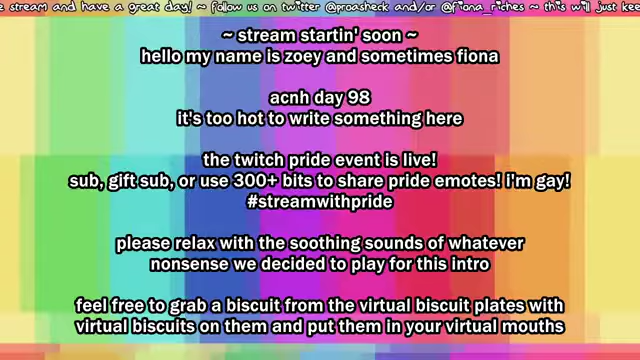 e stream and have a great day! ~ follow us on twitter @proasheck and/or @fiona_riches ~ this will just kee
~ stream startin' soon ~
hello my name is zoey and sometimes fiona
acnh day 98
it's too hot to write something here
the twitch pride event is live!
sub, gift sub, or use 300+ bits to share pride emotes! i'm gay!
#streamwithpride
please relax with the soothing sounds of whatever
nonsense we decided to play for this intro
feel free to grab a biscuit from the virtual biscuit plates with
virtual biscuits on them and put them in your virtual mouths